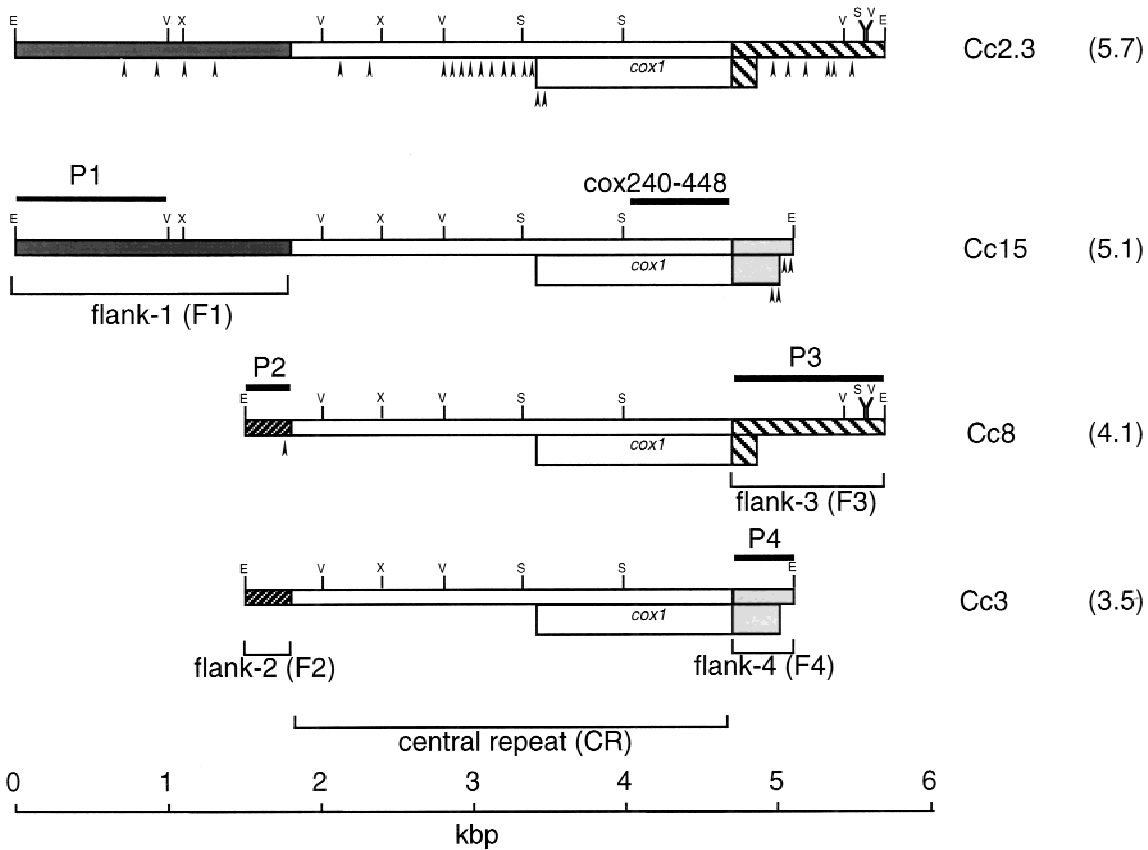 E V X V X V S S V S V E
cox1
Cc2.3 (5.7)
P1
cox240-448
E V X V X V S S E
cox1
Cc15 (5.1)
flank-1 (F1)
P2 P3
E V X V S S V S V E
cox1
Cc8 (4.1)
flank-3 (F3)
P4
E V X V S S E
cox1
Cc3 (3.5)
flank-2 (F2) flank-4 (F4)
central repeat (CR)
0 1 2 3 4 5 6
kbp